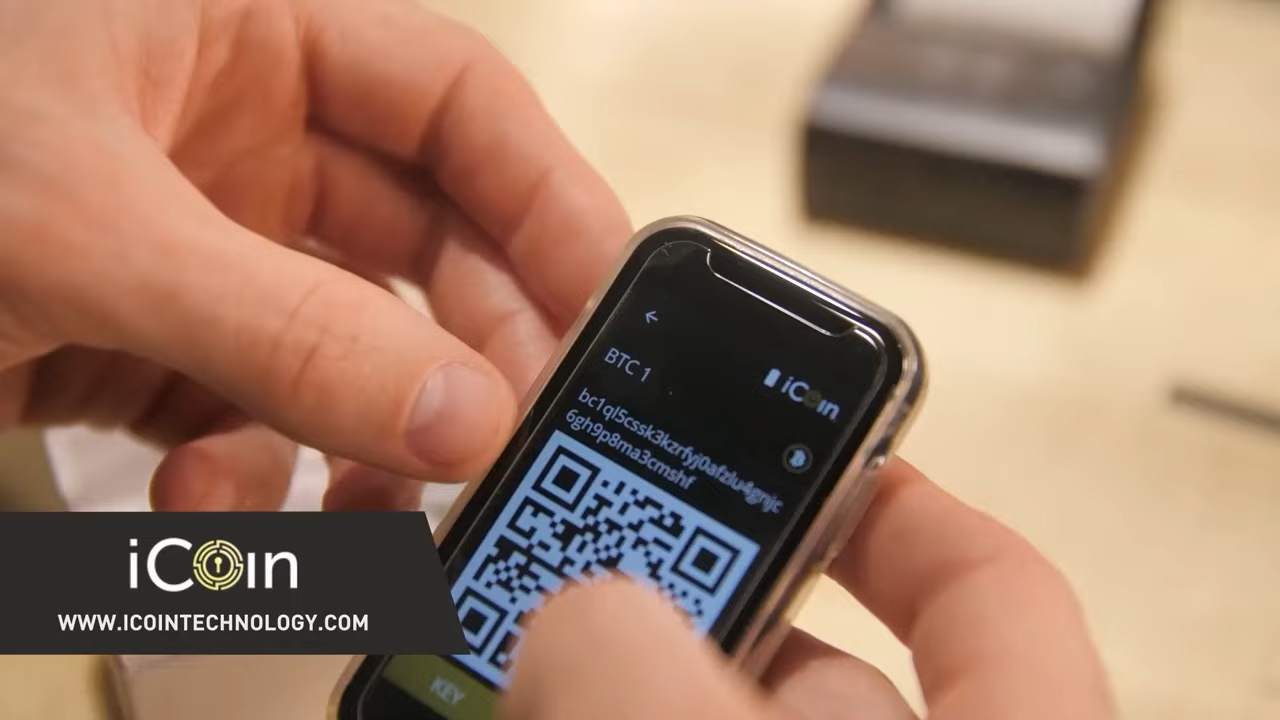 BTC 1
iCoin
bc1ql5cssk3kzrfyj0afzlu4gnjc
6gh9p8ma3cmshf
KEY
iCoin
WWW.ICOINTECHNOLOGY.COM